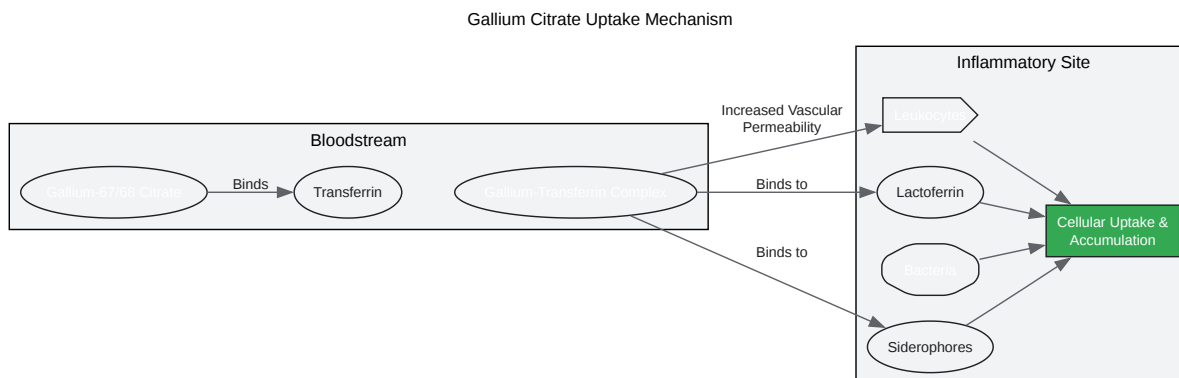 Gallium Citrate Uptake Mechanism
Inflammatory Site
Increased Vascular
Permeability
Leukocytes
Bloodstream
Gallium-67/68 Citrate
Binds
Transferrin
Gallium-Transferrin Complex
Binds to
Lactoferrin
Cellular Uptake &
Accumulation
Binds to
Bacteria
Siderophores